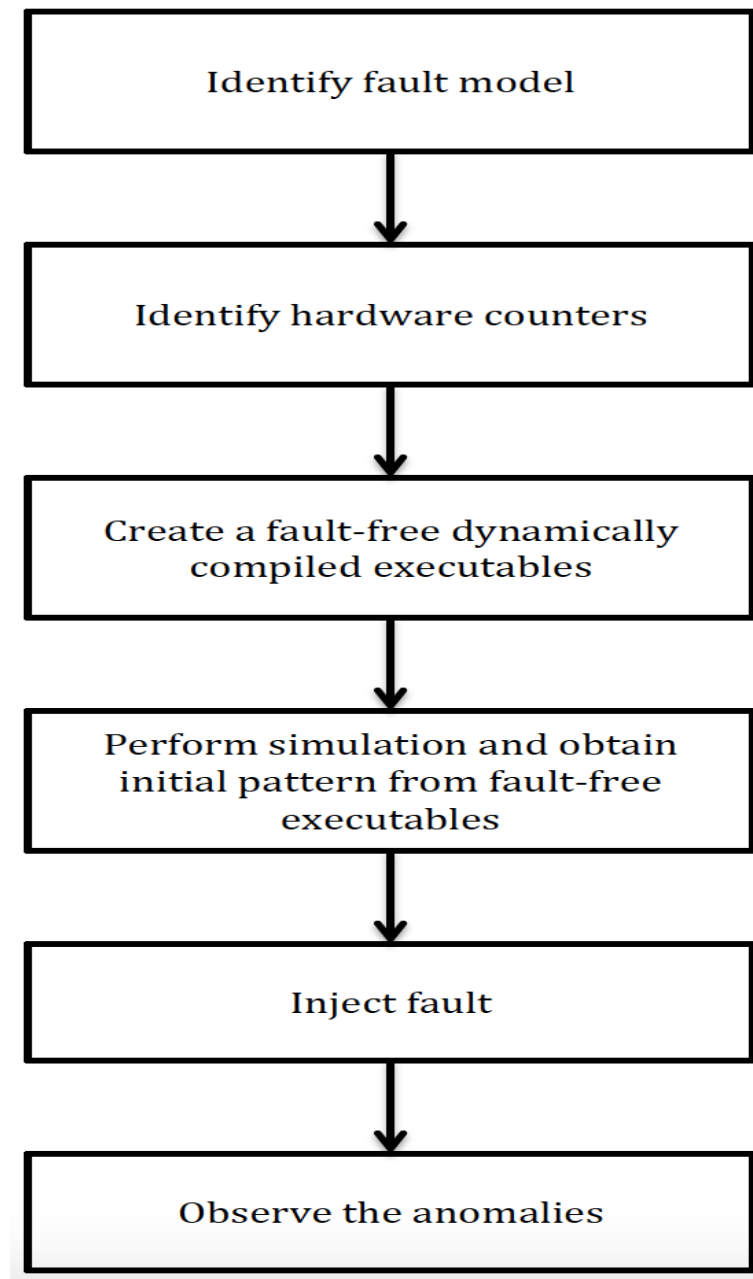 Identify fault model
Identify hardware counters
Create a fault-free dynamically
compiled executables
Perform simulation and obtain
initial pattern from fault-free
executables
Inject fault
Observe the anomalies